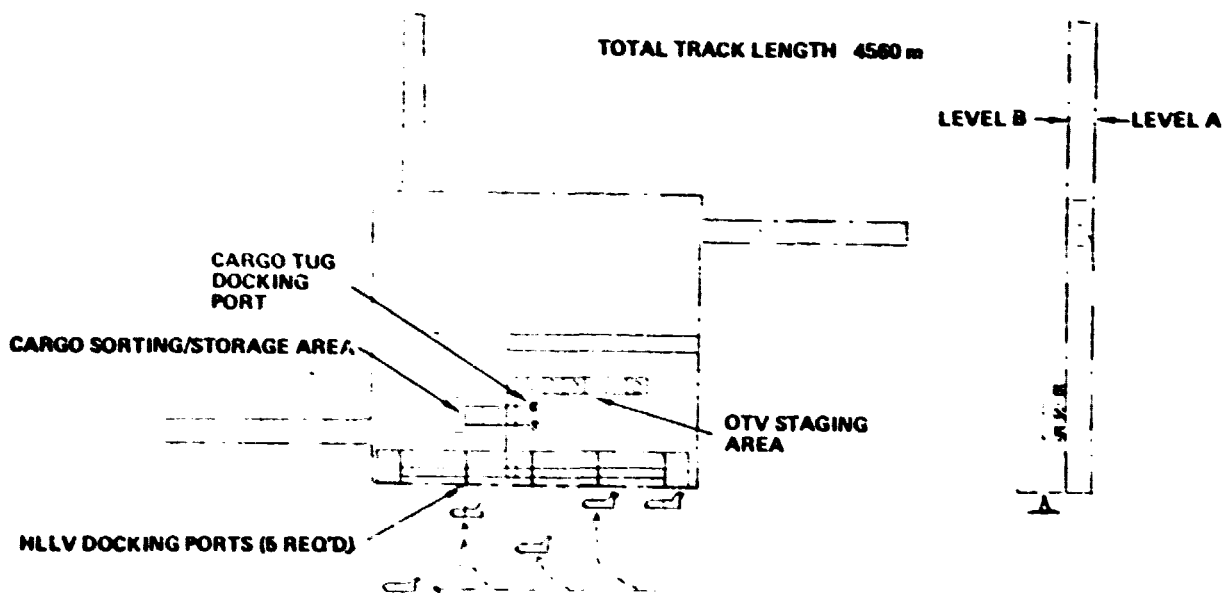 TOTAL TRACK LENGTH 4560 m
LEVEL B
LEVEL A
CARGO TUG
DOCKING
PORT
CARGO SORTING/STORAGE AREA
OTV STAGING
AREA
HLLV DOCKING PORTS (5 REQ'D)